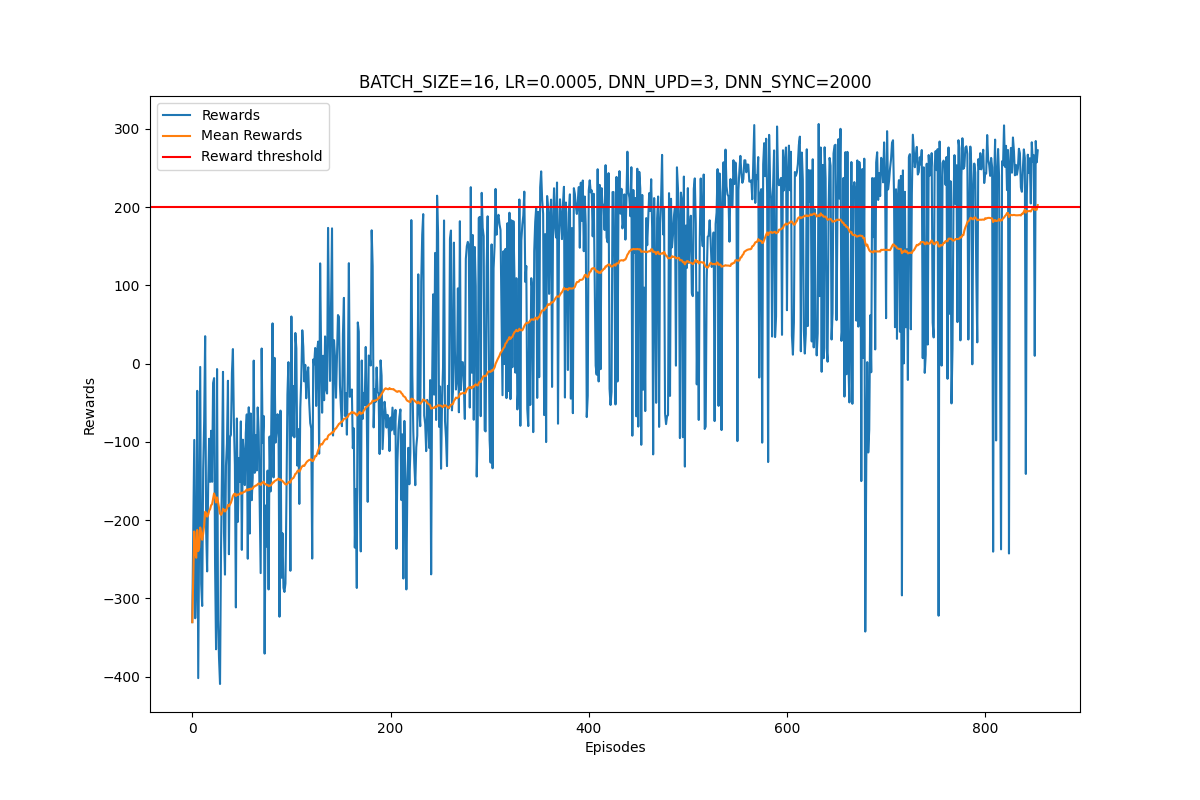 BATCH_SIZE=16, LR=0.0005, DNN_UPD=3, DNN_SYNC=2000
Rewards
Mean Rewards
Reward threshold
300
200
100
0
−100
−200
−300
−400
Rewards
0
200
400
600
800
Episodes